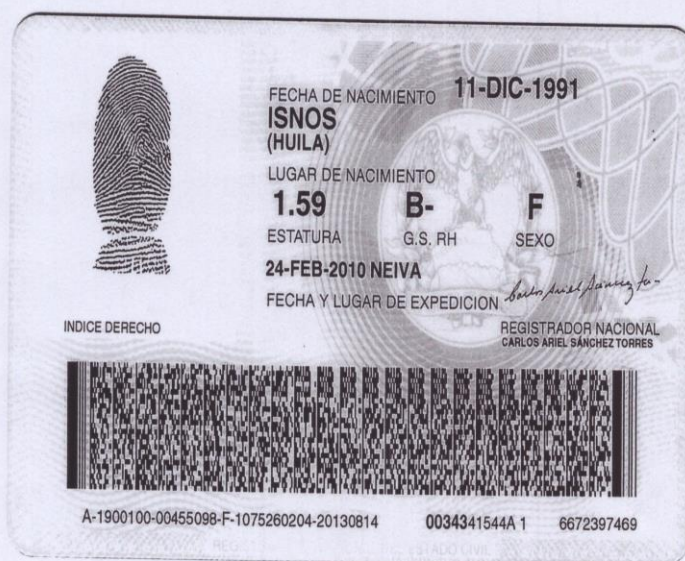 FECHA DE NACIMIENTO 11-DIC-1991
ISNOS
(HUILA)
LUGAR DE NACIMIENTO
1.59 B- F
ESTATURA G.S. RH SEXO
24-FEB-2010 NEIVA
FECHA Y LUGAR DE EXPEDICION
INDICE DERECHO
REGISTRADOR NACIONAL
CARLOS ARIEL SÁNCHEZ TORRES
A-1900100-00455098-F-1075260204-20130814 0034341544A 1 6672397469